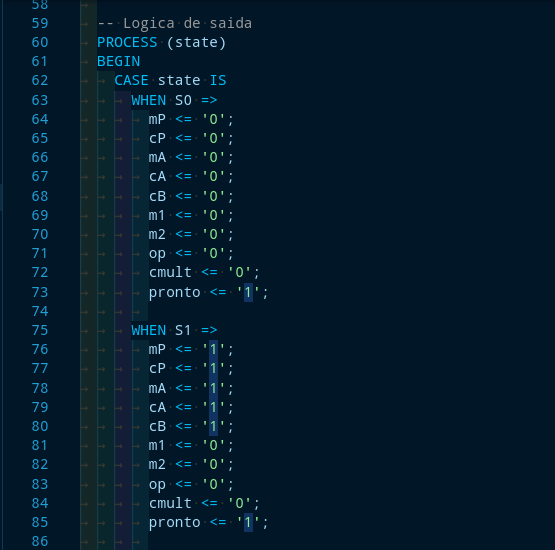 58
59 -- Logica de saida
60 PROCESS (state)
61 BEGIN
62 CASE state IS
63 WHEN S0 =>
64 mP <= '0';
65 cP <= '0';
66 mA <= '0';
67 cA <= '0';
68 cB <= '0';
69 m1 <= '0';
70 m2 <= '0';
71 op <= '0';
72 cmult <= '0';
73 pronto <= '1';
74
75 WHEN S1 =>
76 mP <= '1';
77 cP <= '1';
78 mA <= '1';
79 cA <= '1';
80 cB <= '1';
81 m1 <= '0';
82 m2 <= '0';
83 op <= '0';
84 cmult <= '0';
85 pronto <= '1';
86